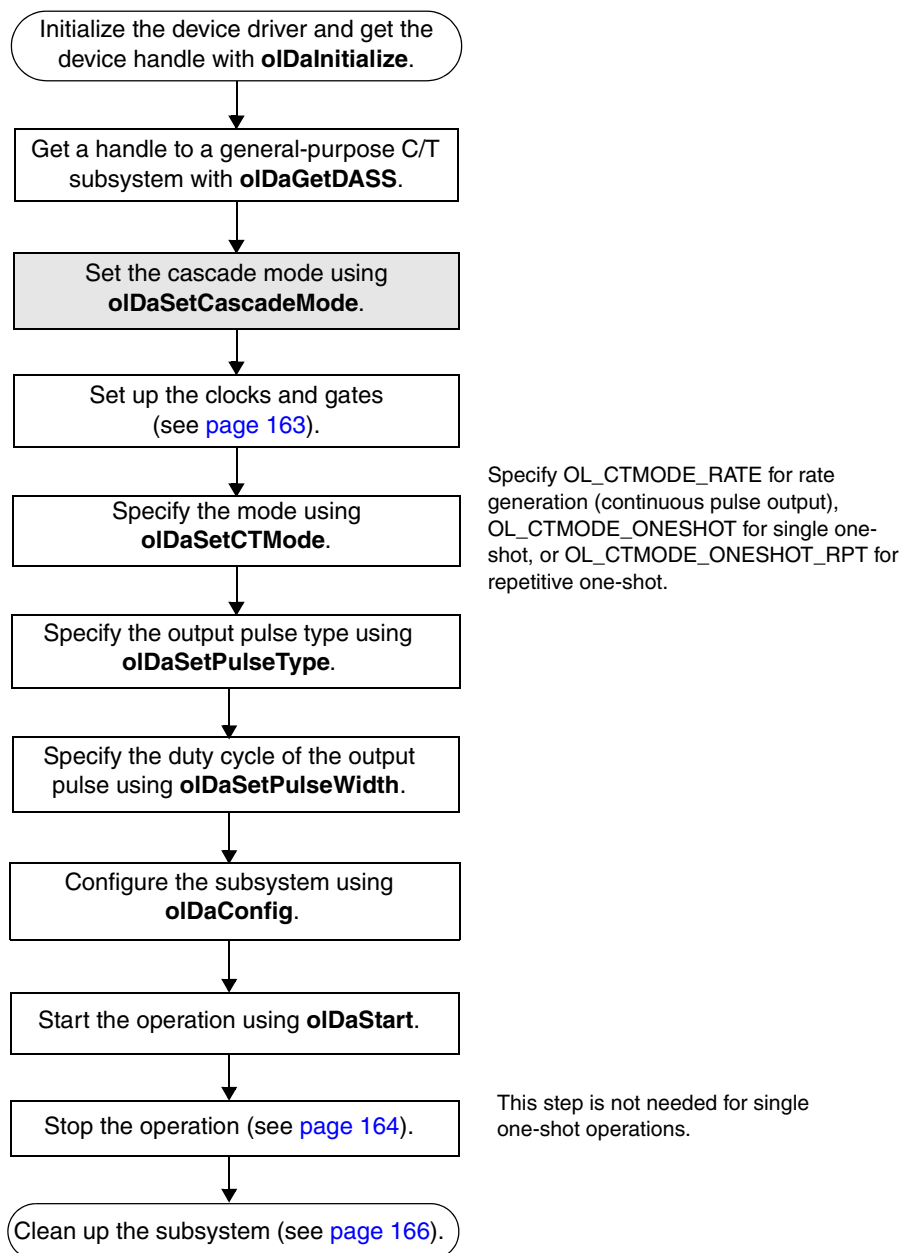 Initialize the device driver and get the
device handle with olDaInitialize.
Get a handle to a general-purpose C/T
subsystem with olDaGetDASS.
Set the cascade mode using
olDaSetCascadeMode.
Set up the clocks and gates
(see page 163).
Specify the mode using
olDaSetCTMode.
Specify OL_CTMODE_RATE for rate
generation (continuous pulse output),
OL_CTMODE_ONESHOT for single one-
shot, or OL_CTMODE_ONESHOT_RPT for
repetitive one-shot.
Specify the output pulse type using
olDaSetPulseType.
Specify the duty cycle of the output
pulse using olDaSetPulseWidth.
Configure the subsystem using
olDaConfig.
Start the operation using olDaStart.
Stop the operation (see page 164).
This step is not needed for single
one-shot operations.
Clean up the subsystem (see page 166).